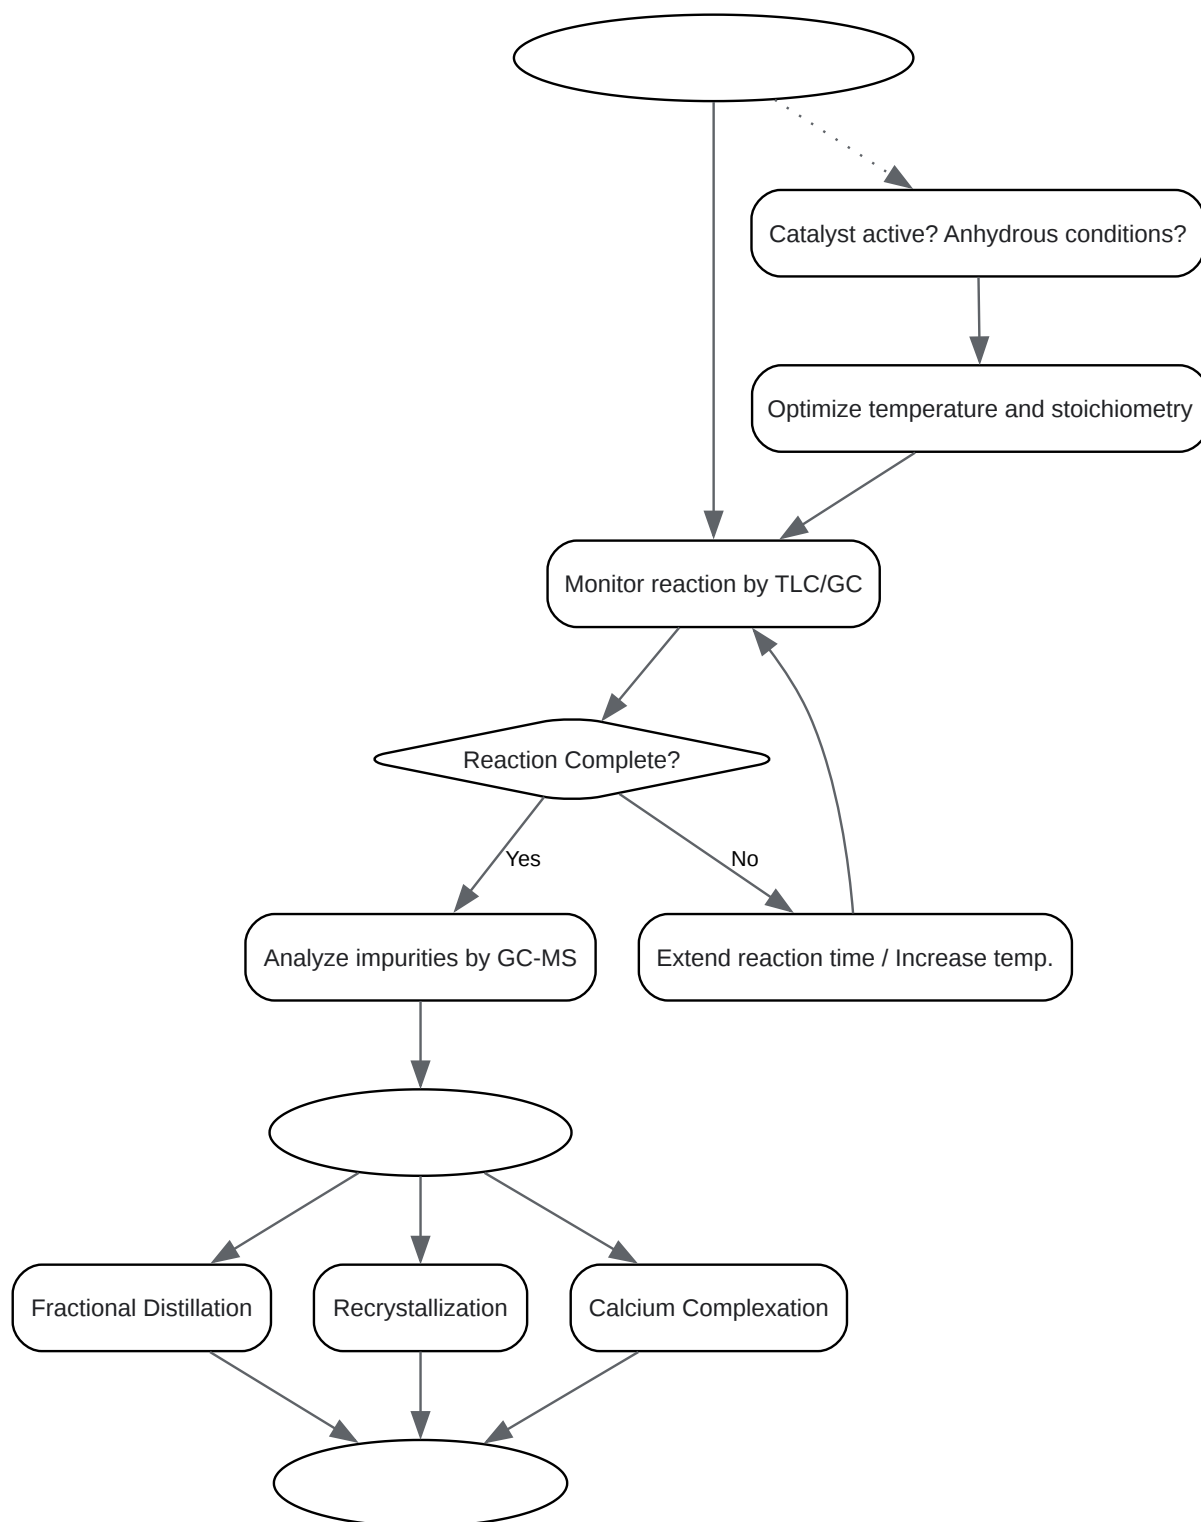 Catalyst active? Anhydrous conditions?
Optimize temperature and stoichiometry
Monitor reaction by TLC/GC
Reaction Complete?
Yes
No
Analyze impurities by GC-MS
Extend reaction time / Increase temp.
Fractional Distillation
Recrystallization
Calcium Complexation